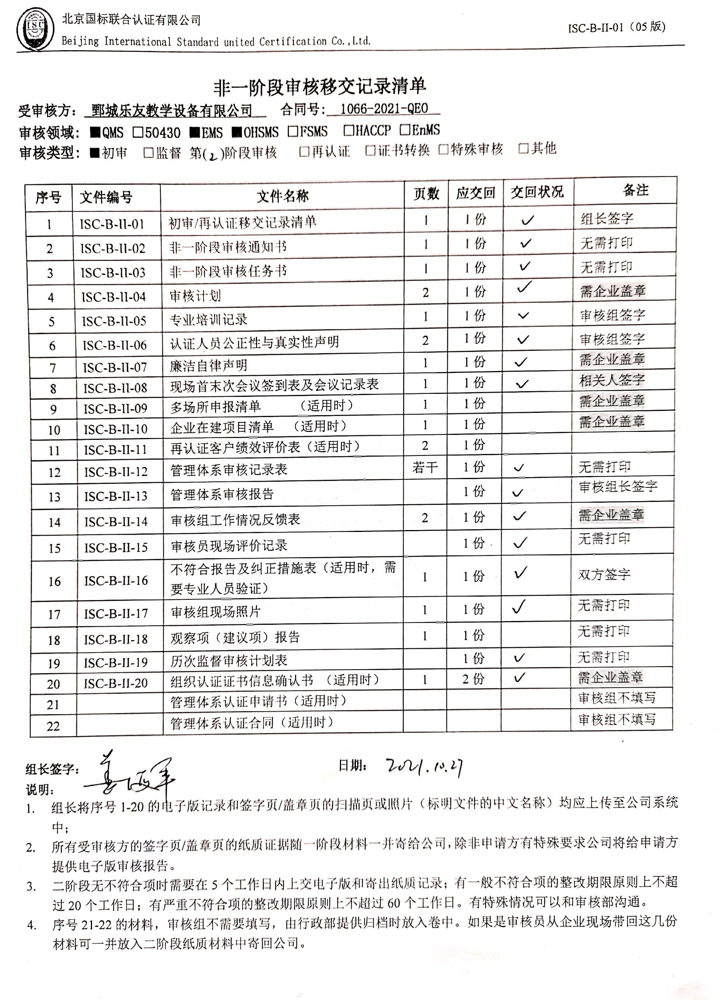 ISC
北京国标联合认证有限公司
Beijing International Standard united Certification Co.,Ltd.
ISC-B-II-01（05版）
非一阶段审核移交记录清单
受审核方： 鄄城乐友教学设备有限公司 合同号： 1066-2021-QEO
审核领域：■QMS □50430 ■EMS ■OHSMS □FSMS □HACCP □EnMS
审核类型：■初审 □监督 第(2)阶段审核 □再认证 □证书转换 □特殊审核 □其他
序号 文件编号 文件名称 页数 应交回 交回状况 备注
1 ISC-B-II-01 初审/再认证移交记录清单 1 1份 ✓ 组长签字
2 ISC-B-II-02 非一阶段审核通知书 1 1份 ✓ 无需打印
3 ISC-B-II-03 非一阶段审核任务书 1 1份 ✓ 无需打印
4 ISC-B-II-04 审核计划 2 1份 ✓ 需企业盖章
5 ISC-B-II-05 专业培训记录 1 1份 ✓ 审核组签字
6 ISC-B-II-06 认证人员公正性与真实性声明 2 1份 ✓ 审核组签字
7 ISC-B-II-07 廉洁自律声明 1 1份 ✓ 需企业盖章
8 ISC-B-II-08 现场首末次会议签到表及会议记录表 1 1份 ✓ 相关人签字
9 ISC-B-II-09 多场所申报清单 （适用时） 1 1份 需企业盖章
10 ISC-B-II-10 企业在建项目清单 （适用时） 1 1份 需企业盖章
11 ISC-B-II-11 再认证客户绩效评价表（适用时） 2 1份
12 ISC-B-II-12 管理体系审核记录表 若干 1份 ✓ 无需打印
13 ISC-B-II-13 管理体系审核报告 1份 ✓ 审核组长签字
14 ISC-B-II-14 审核组工作情况反馈表 2 1份 ✓ 需企业盖章
15 ISC-B-II-15 审核员现场评价记录 1份 ✓ 无需打印
16 ISC-B-II-16 不符合报告及纠正措施表（适用时，需
要专业人员验证） 1 1份 ✓ 双方签字
17 ISC-B-II-17 审核组现场照片 1 1份 ✓ 无需打印
18 ISC-B-II-18 观察项（建议项）报告 1 1份 无需打印
19 ISC-B-II-19 历次监督审核计划表 1份 ✓ 无需打印
20 ISC-B-II-20 组织认证证书信息确认书 （适用时） 1 2份 ✓ 需企业盖章
21 管理体系认证申请书（适用时） 审核组不填写
22 管理体系认证合同（适用时） 审核组不填写
组长签字： 日期： 2021.10.27
说明：
1. 组长将序号 1-20 的电子版记录和签字页/盖章页的扫描页或照片（标明文件的中文名称）均应上传至公司系统
中；
2. 所有受审核方的签字页/盖章页的纸质证据随一阶段材料一并寄给公司，除非申请方有特殊要求公司将给申请方
提供电子版审核报告。
3. 二阶段无不符合项时需要在 5 个工作日内上交电子版和寄出纸质记录；有一般不符合项的整改期限原则上不超
过 20 个工作日；有严重不符合项的整改期限原则上不超过 60 个工作日。有特殊情况可以和审核部沟通。
4. 序号 21-22 的材料，审核组不需要填写，由行政部提供归档时放入卷中。如果是审核员从企业现场带回这几份
材料可一并放入二阶段纸质材料中寄回公司。